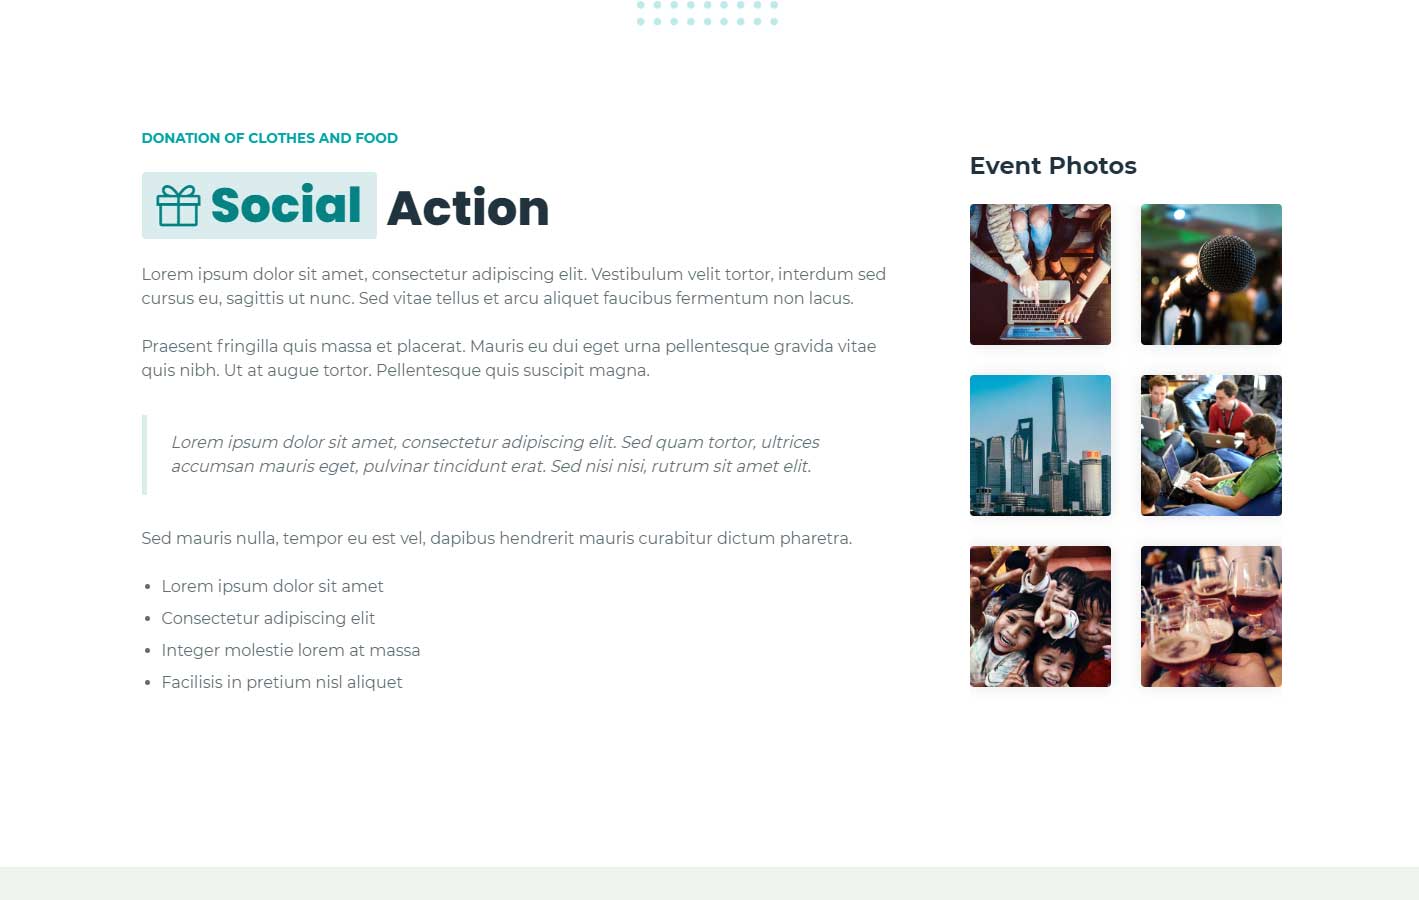 DONATION OF CLOTHES AND FOOD
Social Action
Lorem ipsum dolor sit amet, consectetur adipiscing elit. Vestibulum velit tortor, interdum sed
cursus eu, sagittis ut nunc. Sed vitae tellus et arcu aliquet faucibus fermentum non lacus.
Praesent fringilla quis massa et placerat. Mauris eu dui eget urna pellentesque gravida vitae
quis nibh. Ut at augue tortor. Pellentesque quis suscipit magna.
Lorem ipsum dolor sit amet, consectetur adipiscing elit. Sed quam tortor, ultrices
accumsan mauris eget, pulvinar tincidunt erat. Sed nisi nisi, rutrum sit amet elit.
Sed mauris nulla, tempor eu est vel, dapibus hendrerit mauris curabitur dictum pharetra.
• Lorem ipsum dolor sit amet
• Consectetur adipiscing elit
• Integer molestie lorem at massa
• Facilisis in pretium nisl aliquet
Event Photos